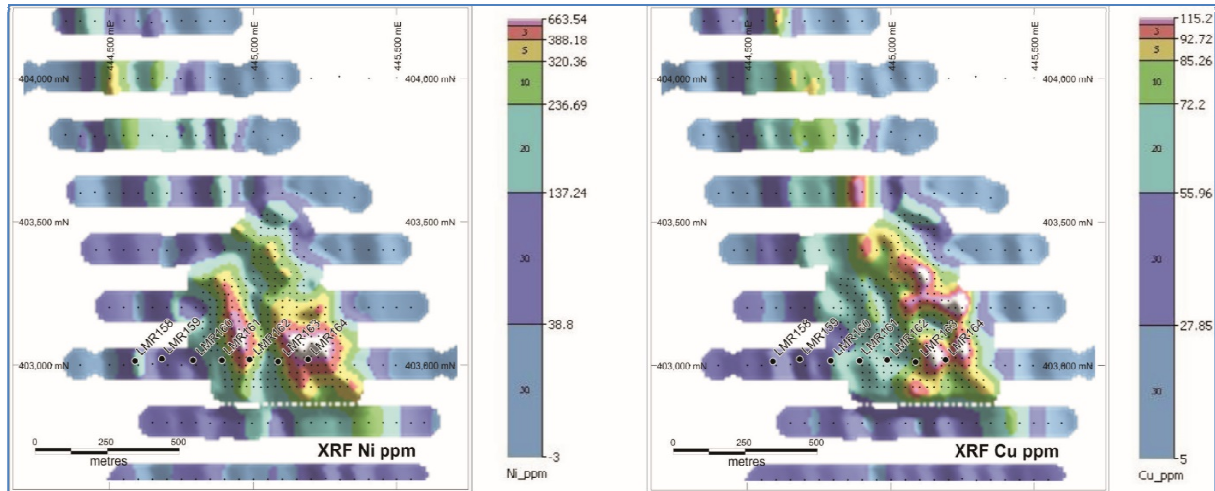 444,500 mE
445,000 mE
445,500 mE
404,000 mN
404,000 mN
403,500 mN
403,500 mN
LMR158
LMR159
LMR160
LMR161
LMR162
LMR163
LMR164
403,000 mN
403,000 mN
0 250 500
metres
XRF Ni ppm
663.54
3
388.18
5
320.36
10
236.69
20
137.24
30
38.8
30
-3
Ni_ppm
444,500 mE
445,000 mE
445,500 mE
404,000 mN
404,000 mN
403,500 mN
403,500 mN
LMR158
LMR159
LMR160
LMR161
LMR162
LMR163
LMR164
403,000 mN
403,000 mN
0 250 500
metres
XRF Cu ppm
115.2
3
92.72
5
85.26
10
72.2
20
55.96
30
27.85
30
5
Cu_ppm